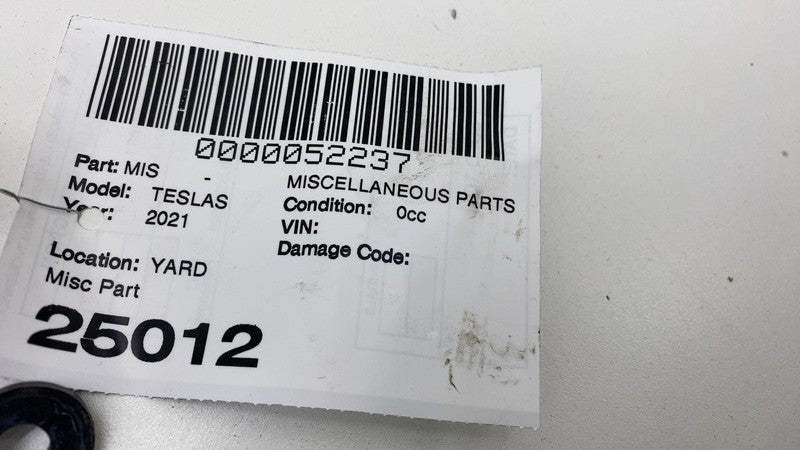 0000052237
Part: MIS - MISCELLANEOUS PARTS
Model: TESLAS Condition: 0cc
Year: 2021 VIN:
Damage Code:
Location: YARD
Misc Part
25012